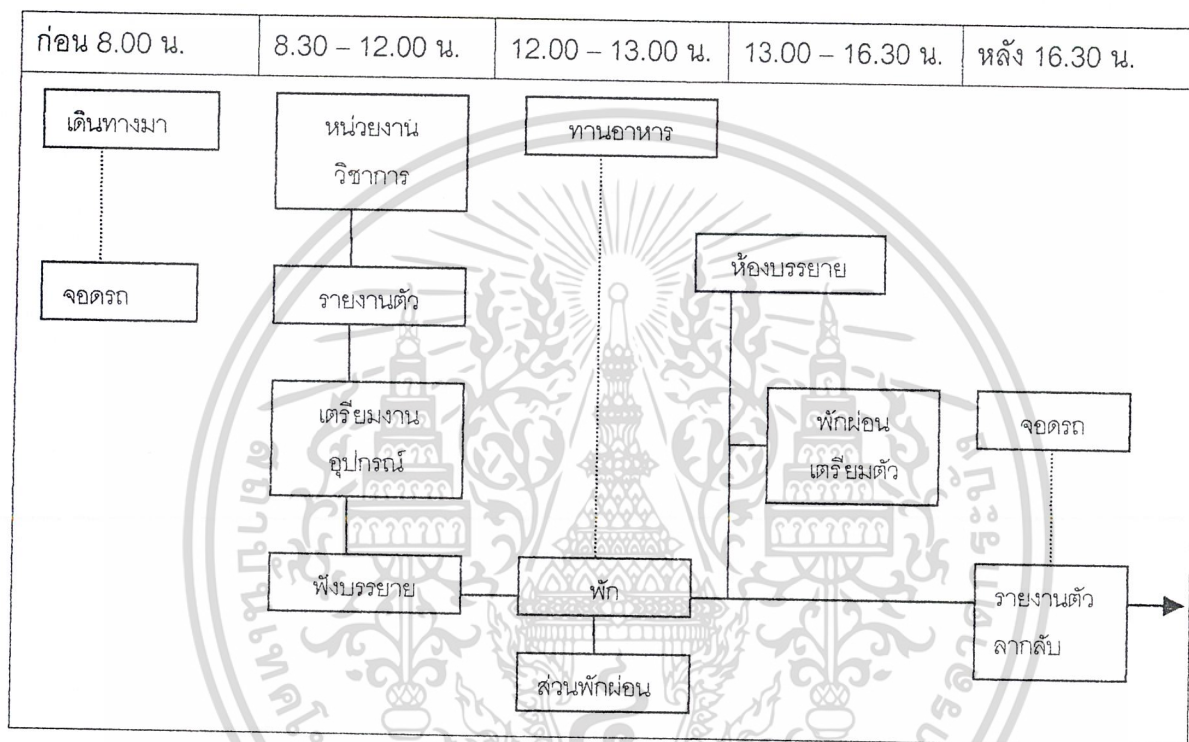 ก่อน 8.00 น.
8.30 – 12.00 น.
12.00 – 13.00 น.
13.00 – 16.30 น.
หลัง 16.30 น.
เดินทางมา
จอดรถ
หน่วยงาน
วิชาการ
รายงานตัว
เตรียมงาน
อุปกรณ์
ฟังบรรยาย
ทานอาหาร
พัก
ส่วนพักผ่อน
ห้องบรรยาย
พักผ่อน
เตรียมตัว
จอดรถ
รายงานตัว
ลากลับ